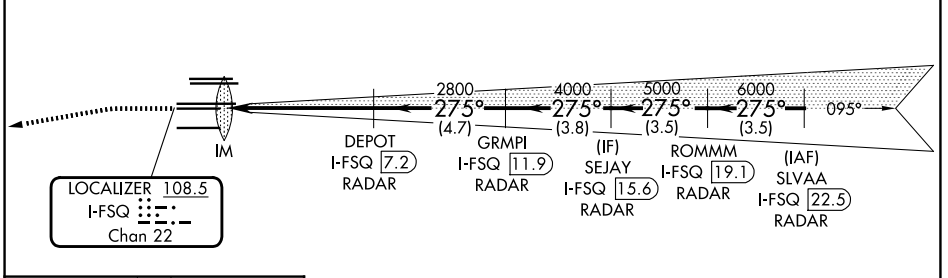 2800 4000 5000 6000
275° 275° 275° 275° 095°
(4.7) (3.8) (3.5) (3.5)
IM
DEPOT
I-FSQ 7.2
RADAR
GRMPI
I-FSQ 11.9
RADAR
(IF)
SEJAY
I-FSQ 15.6
RADAR
ROMMM
I-FSQ 19.1
RADAR
(IAF)
SLVAA
I-FSQ 22.5
RADAR
LOCALIZER 108.5
I-FSQ
Chan 22